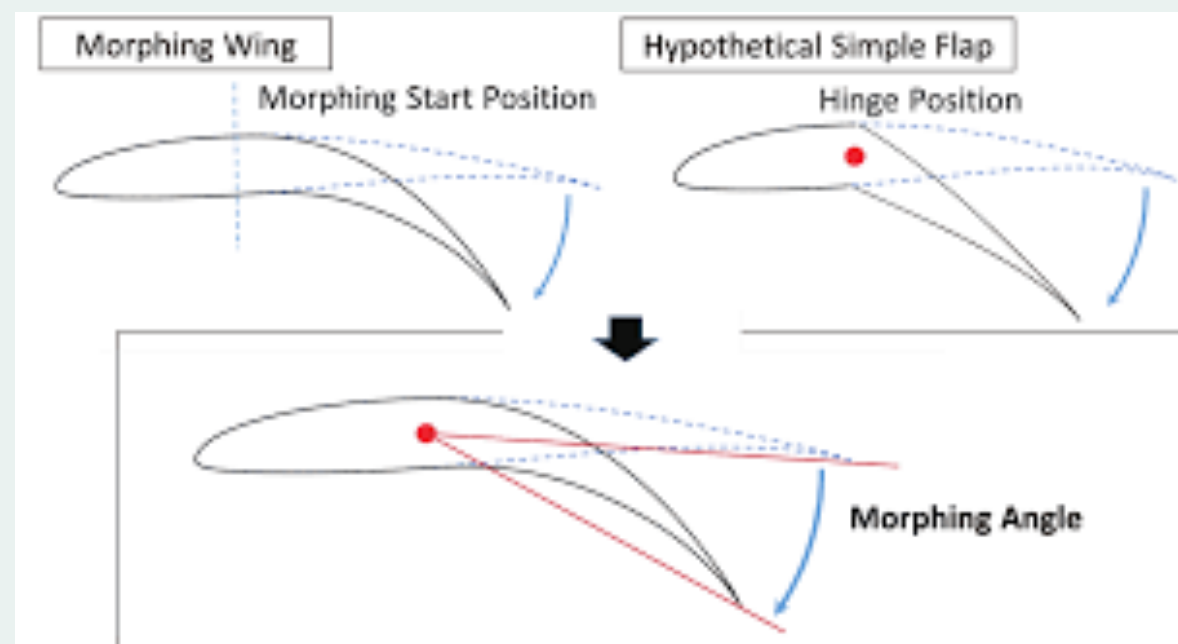 Morphing Wing
Hypothetical Simple Flap
Morphing Start Position
Hinge Position
Morphing Angle